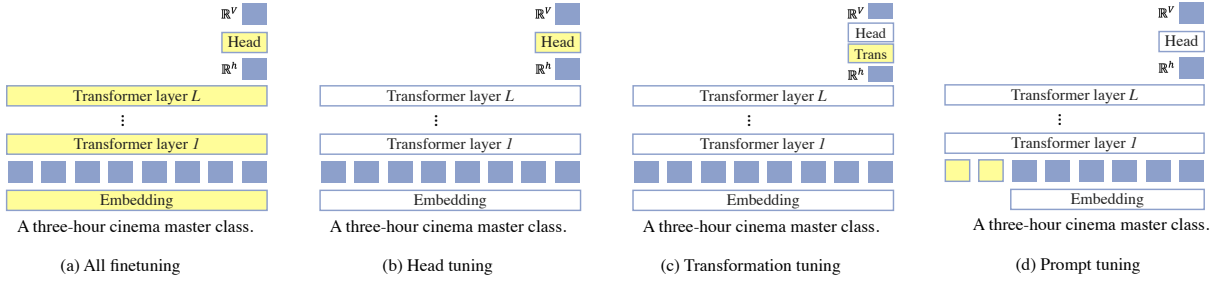 ℝ^V
Head
ℝ^h
Transformer layer L
⋮
Transformer layer 1
Embedding
A three-hour cinema master class.
(a) All finetuning
ℝ^V
Head
ℝ^h
Transformer layer L
⋮
Transformer layer 1
Embedding
A three-hour cinema master class.
(b) Head tuning
ℝ^V
Head
Trans
ℝ^h
Transformer layer L
⋮
Transformer layer 1
Embedding
A three-hour cinema master class.
(c) Transformation tuning
ℝ^V
Head
ℝ^h
Transformer layer L
⋮
Transformer layer 1
Embedding
A three-hour cinema master class.
(d) Prompt tuning